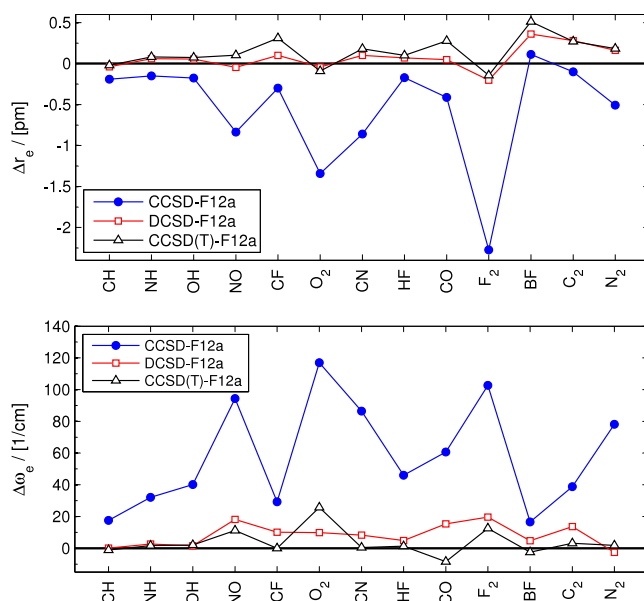 0.5
0
-0.5
-1
-1.5
-2
Δr_e / [pm]
CCSD-F12a
DCSD-F12a
CCSD(T)-F12a
CH NH OH NO CF O_2 CN HF CO F_2 BF C_2 N_2
140
120
100
80
60
40
20
0
Δω_e / [1/cm]
CCSD-F12a
DCSD-F12a
CCSD(T)-F12a
CH NH OH NO CF O_2 CN HF CO F_2 BF C_2 N_2